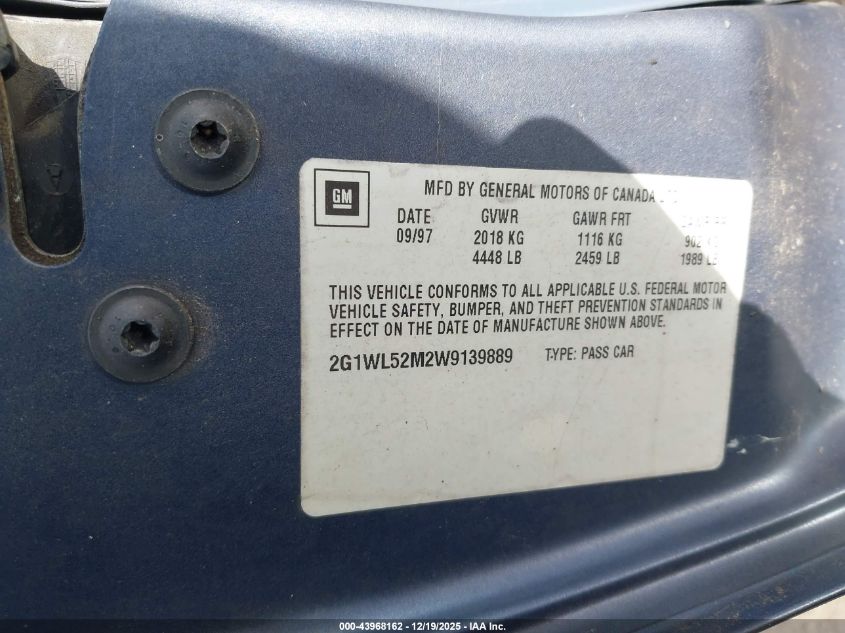 GM
MFD BY GENERAL MOTORS OF CANADA
DATE GVWR GAWR FRT
09/97 2018 KG 1116 KG 902
4448 LB 2459 LB 1989 LB
THIS VEHICLE CONFORMS TO ALL APPLICABLE U.S. FEDERAL MOTOR
VEHICLE SAFETY, BUMPER, AND THEFT PREVENTION STANDARDS IN
EFFECT ON THE DATE OF MANUFACTURE SHOWN ABOVE.
2G1WL52M2W9139889 TYPE: PASS CAR
000-43968162 - 12/19/2025 - IAA Inc.